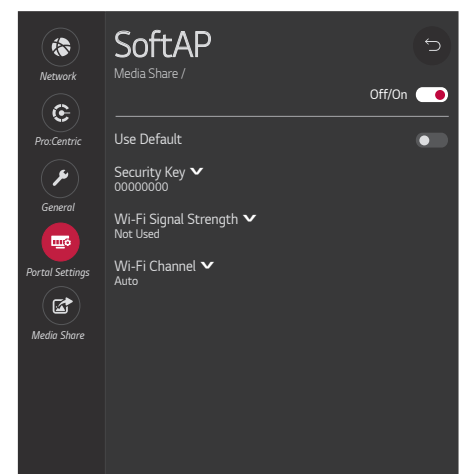 SoftAP
Media Share /
Off/On
Use Default
Security Key
00000000
Wi-Fi Signal Strength
Not Used
Wi-Fi Channel
Auto
Network
Pro:Centric
General
Portal Settings
Media Share